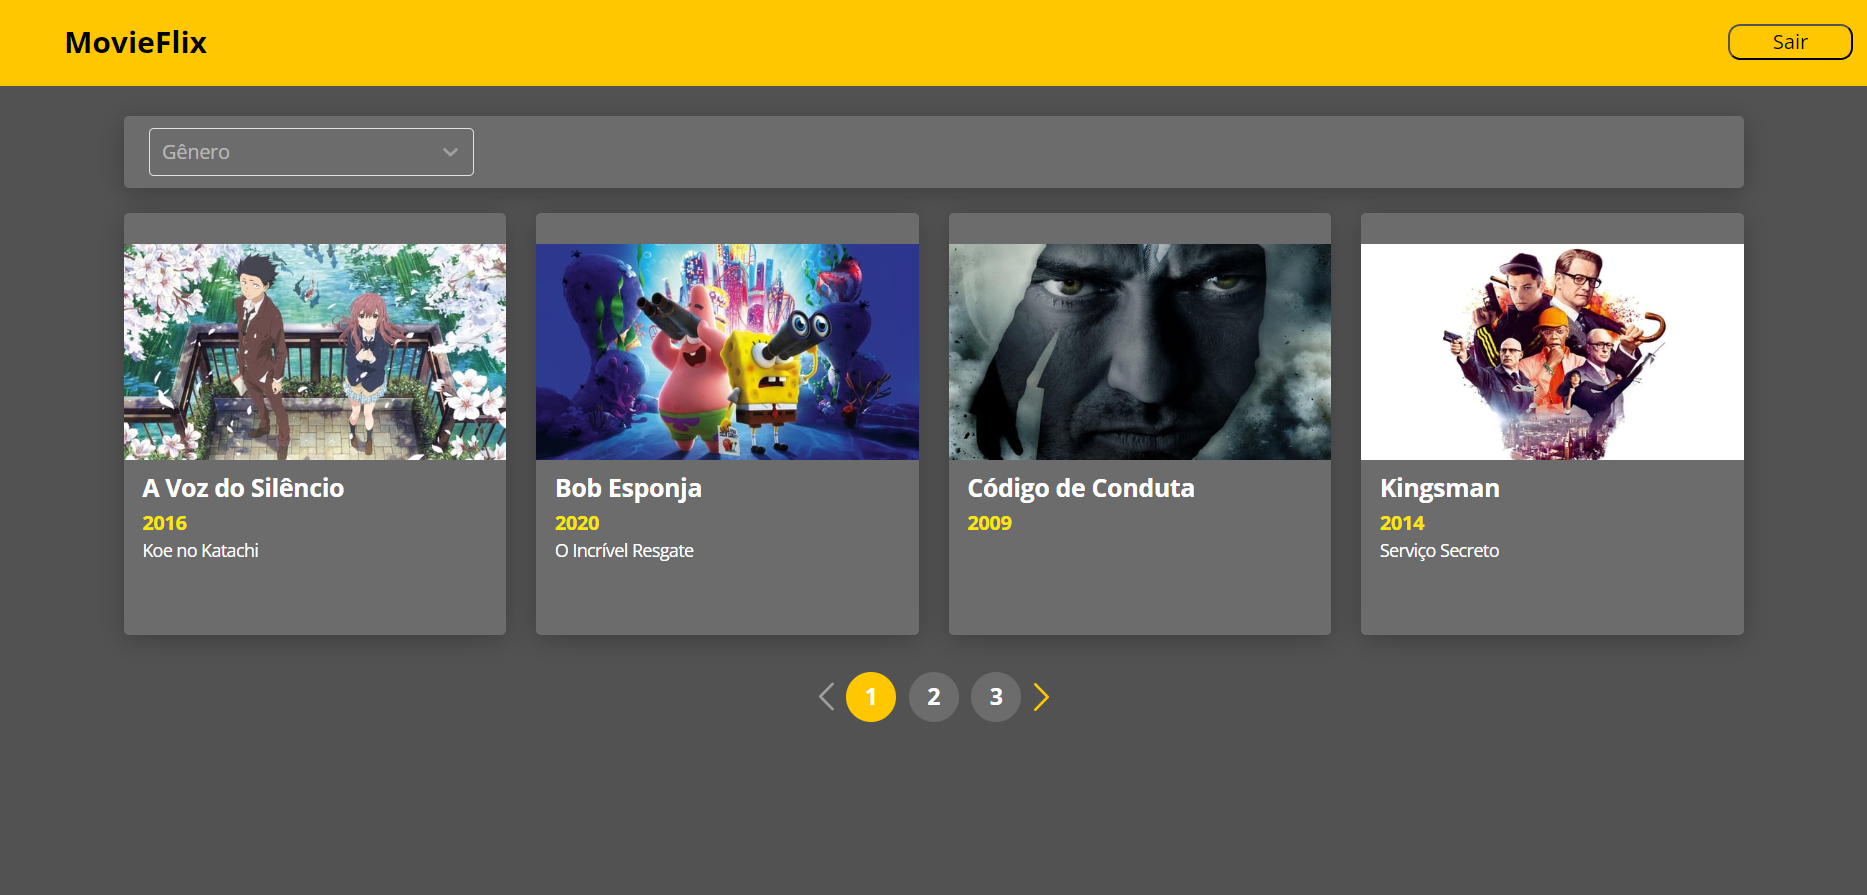 MovieFlix
Sair
Gênero
A Voz do Silêncio
2016
Koe no Katachi
Bob Esponja
2020
O Incrível Resgate
Código de Conduta
2009
Kingsman
2014
Serviço Secreto
1 2 3